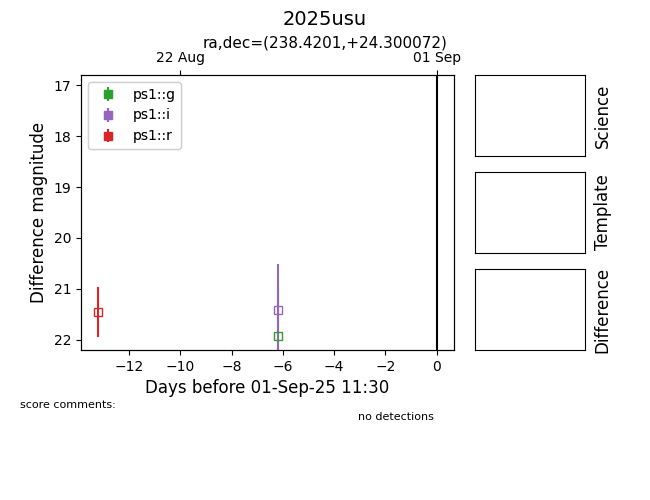 2025usu
ra,dec=(238.4201,+24.300072)
22 Aug
01 Sep
ps1::g
ps1::i
ps1::r
17
18
19
20
21
22
Difference magnitude
−12
−10
−8
−6
−4
−2
0
Days before 01-Sep-25 11:30
Science
Template
Difference
score comments:
no detections